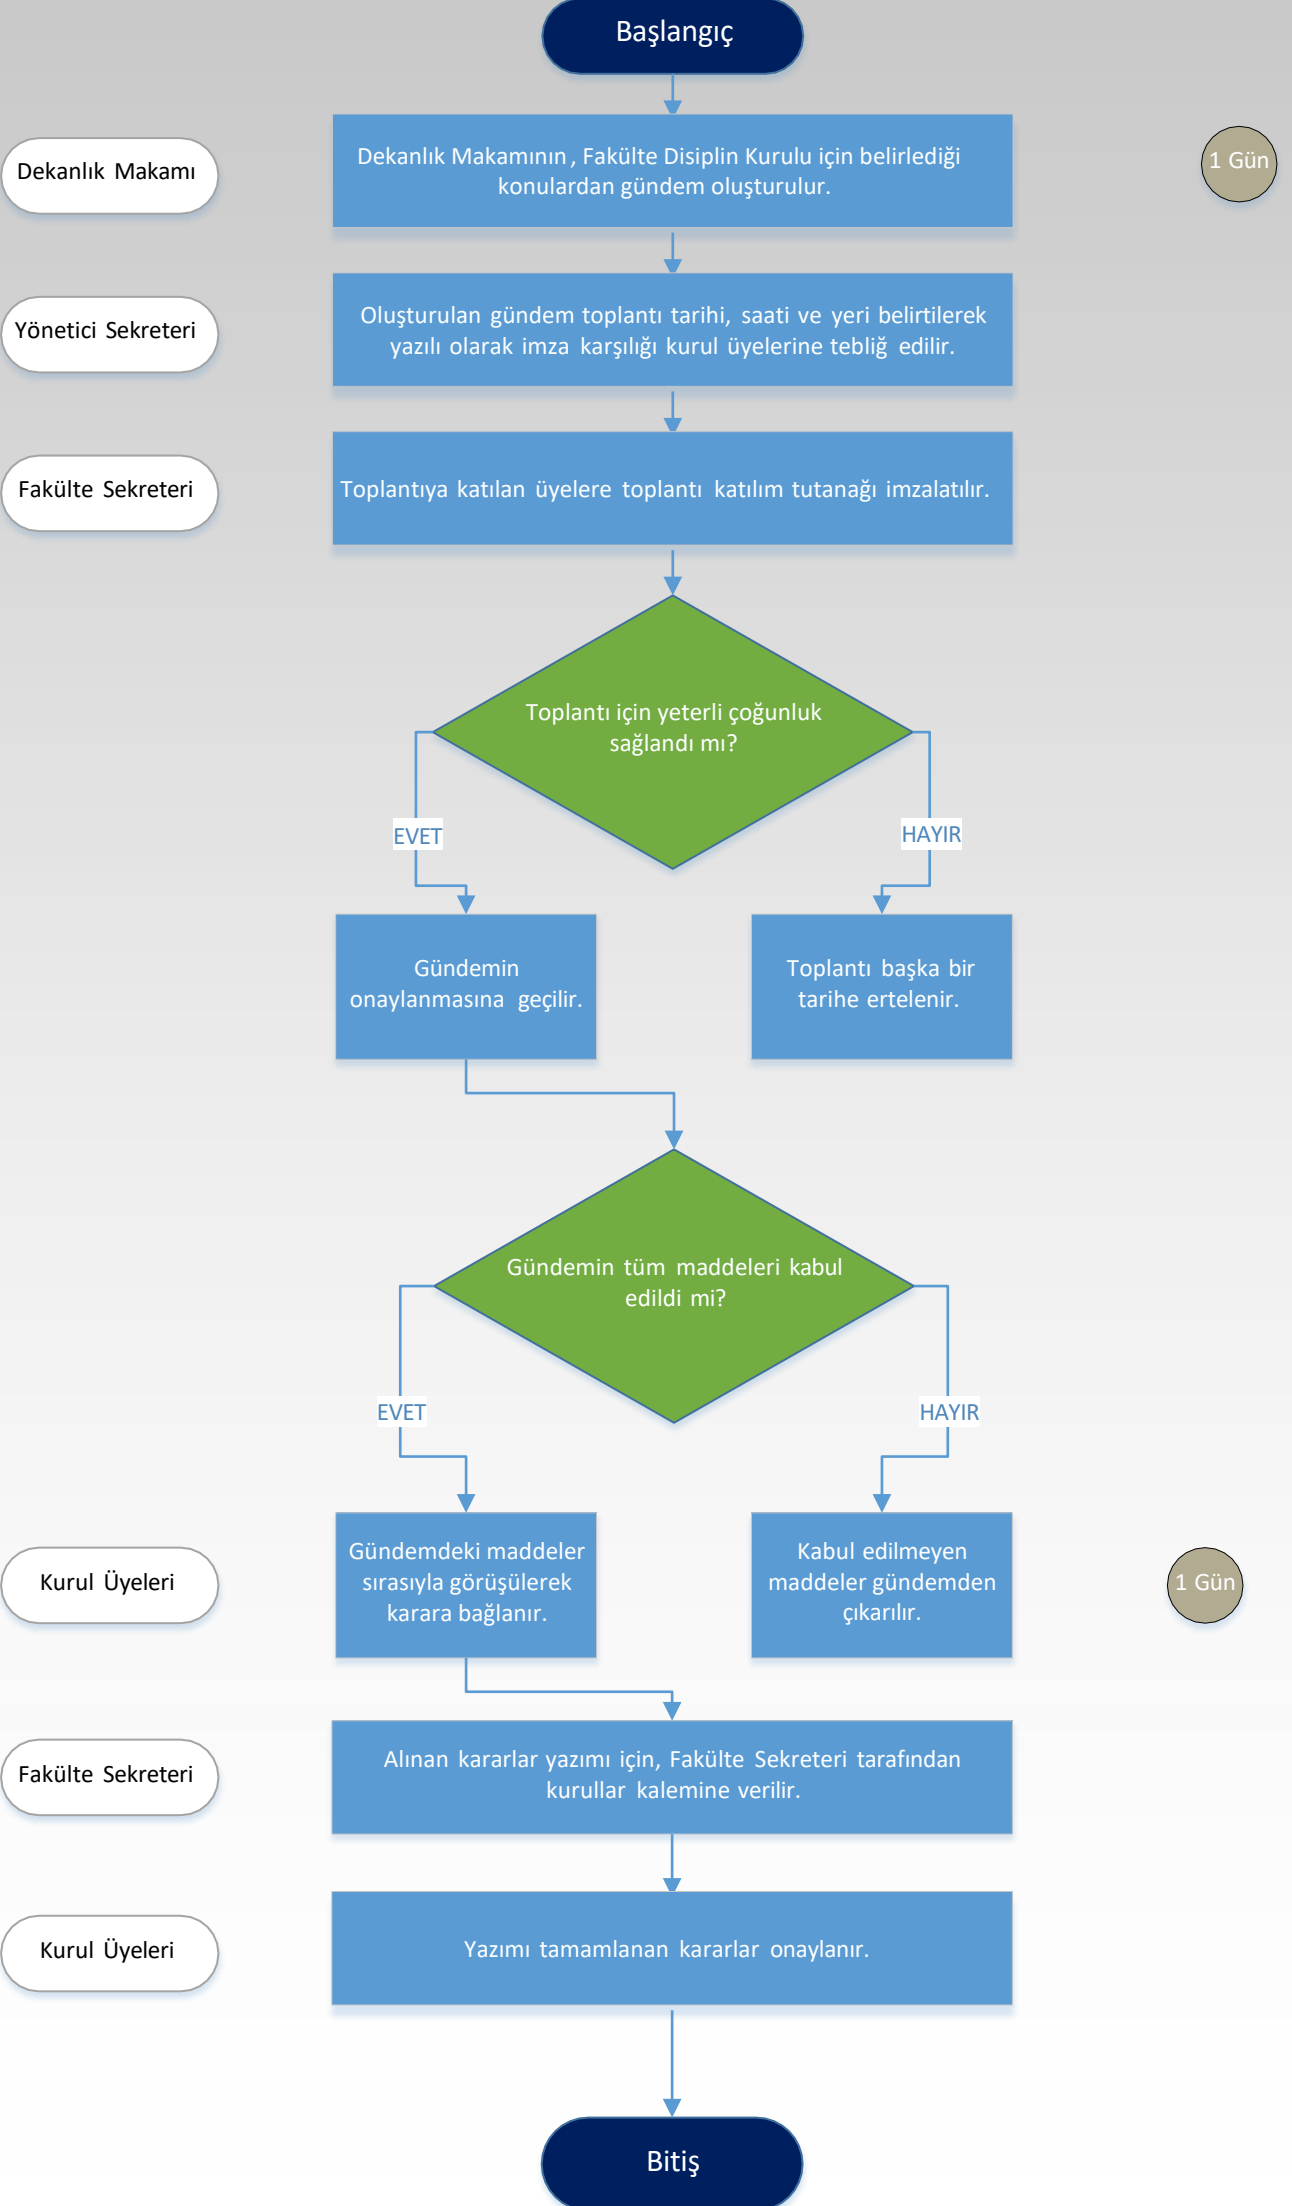 Başlangıç
Dekanlık Makamı
Dekanlık Makamının, Fakülte Disiplin Kurulu için belirlediği
konulardan gündem oluşturulur.
1 Gün
Yönetici Sekreteri
Oluşturulan gündem toplantı tarihi, saati ve yeri belirtilerek
yazılı olarak imza karşılığı kurul üyelerine tebliğ edilir.
Fakülte Sekreteri
Toplantıya katılan üyelere toplantı katılım tutanağı imzalatılır.
Toplantı için yeterli çoğunluk
sağlandı mı?
EVET
HAYIR
Gündemin
onaylanmasına geçilir.
Toplantı başka bir
tarihe ertelenir.
Gündemin tüm maddeleri kabul
edildi mi?
EVET
HAYIR
Kurul Üyeleri
Gündemdeki maddeler
sırasıyla görüşülerek
karara bağlanır.
Kabul edilmeyen
maddeler gündemden
çıkarılır.
1 Gün
Fakülte Sekreteri
Alınan kararlar yazımı için, Fakülte Sekreteri tarafından
kurullar kalemine verilir.
Kurul Üyeleri
Yazımı tamamlanan kararlar onaylanır.
Bitiş